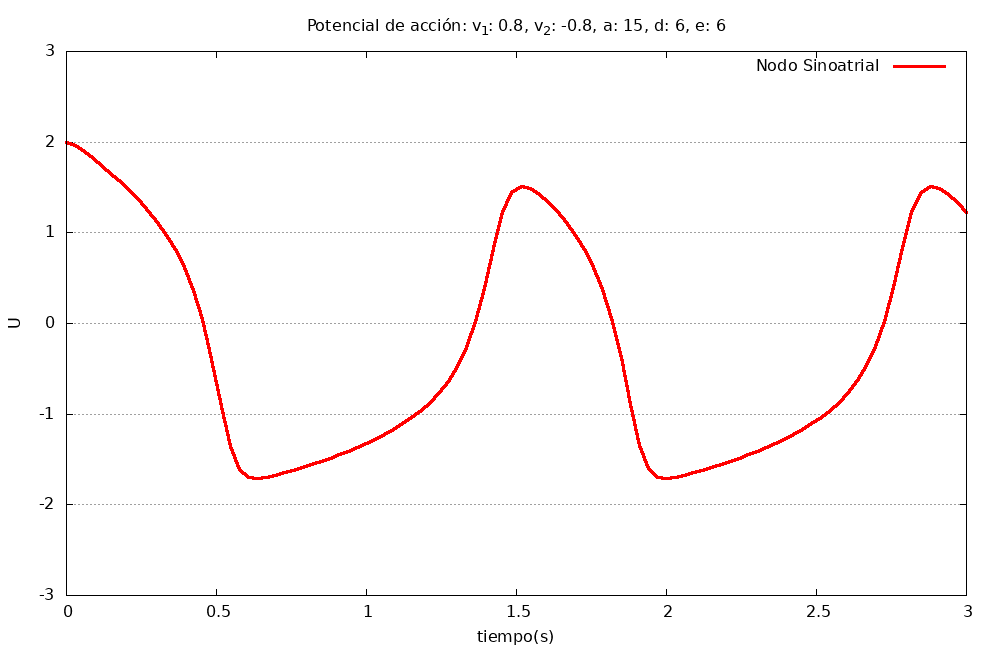 Potencial de acción: v1: 0.8, v2: -0.8, a: 15, d: 6, e: 6
Nodo Sinoatrial
3
2
1
0
-1
-2
-3
U
0 0.5 1 1.5 2 2.5 3
tiempo(s)